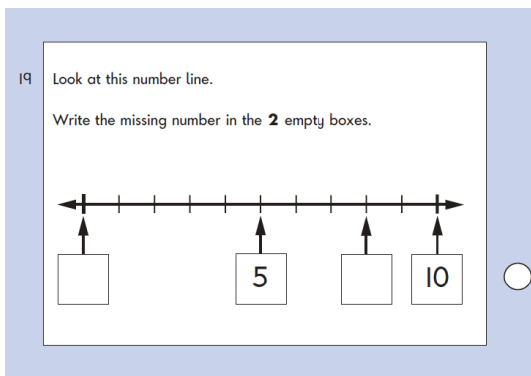 19 Look at this number line.
Write the missing number in the 2 empty boxes.
5 10